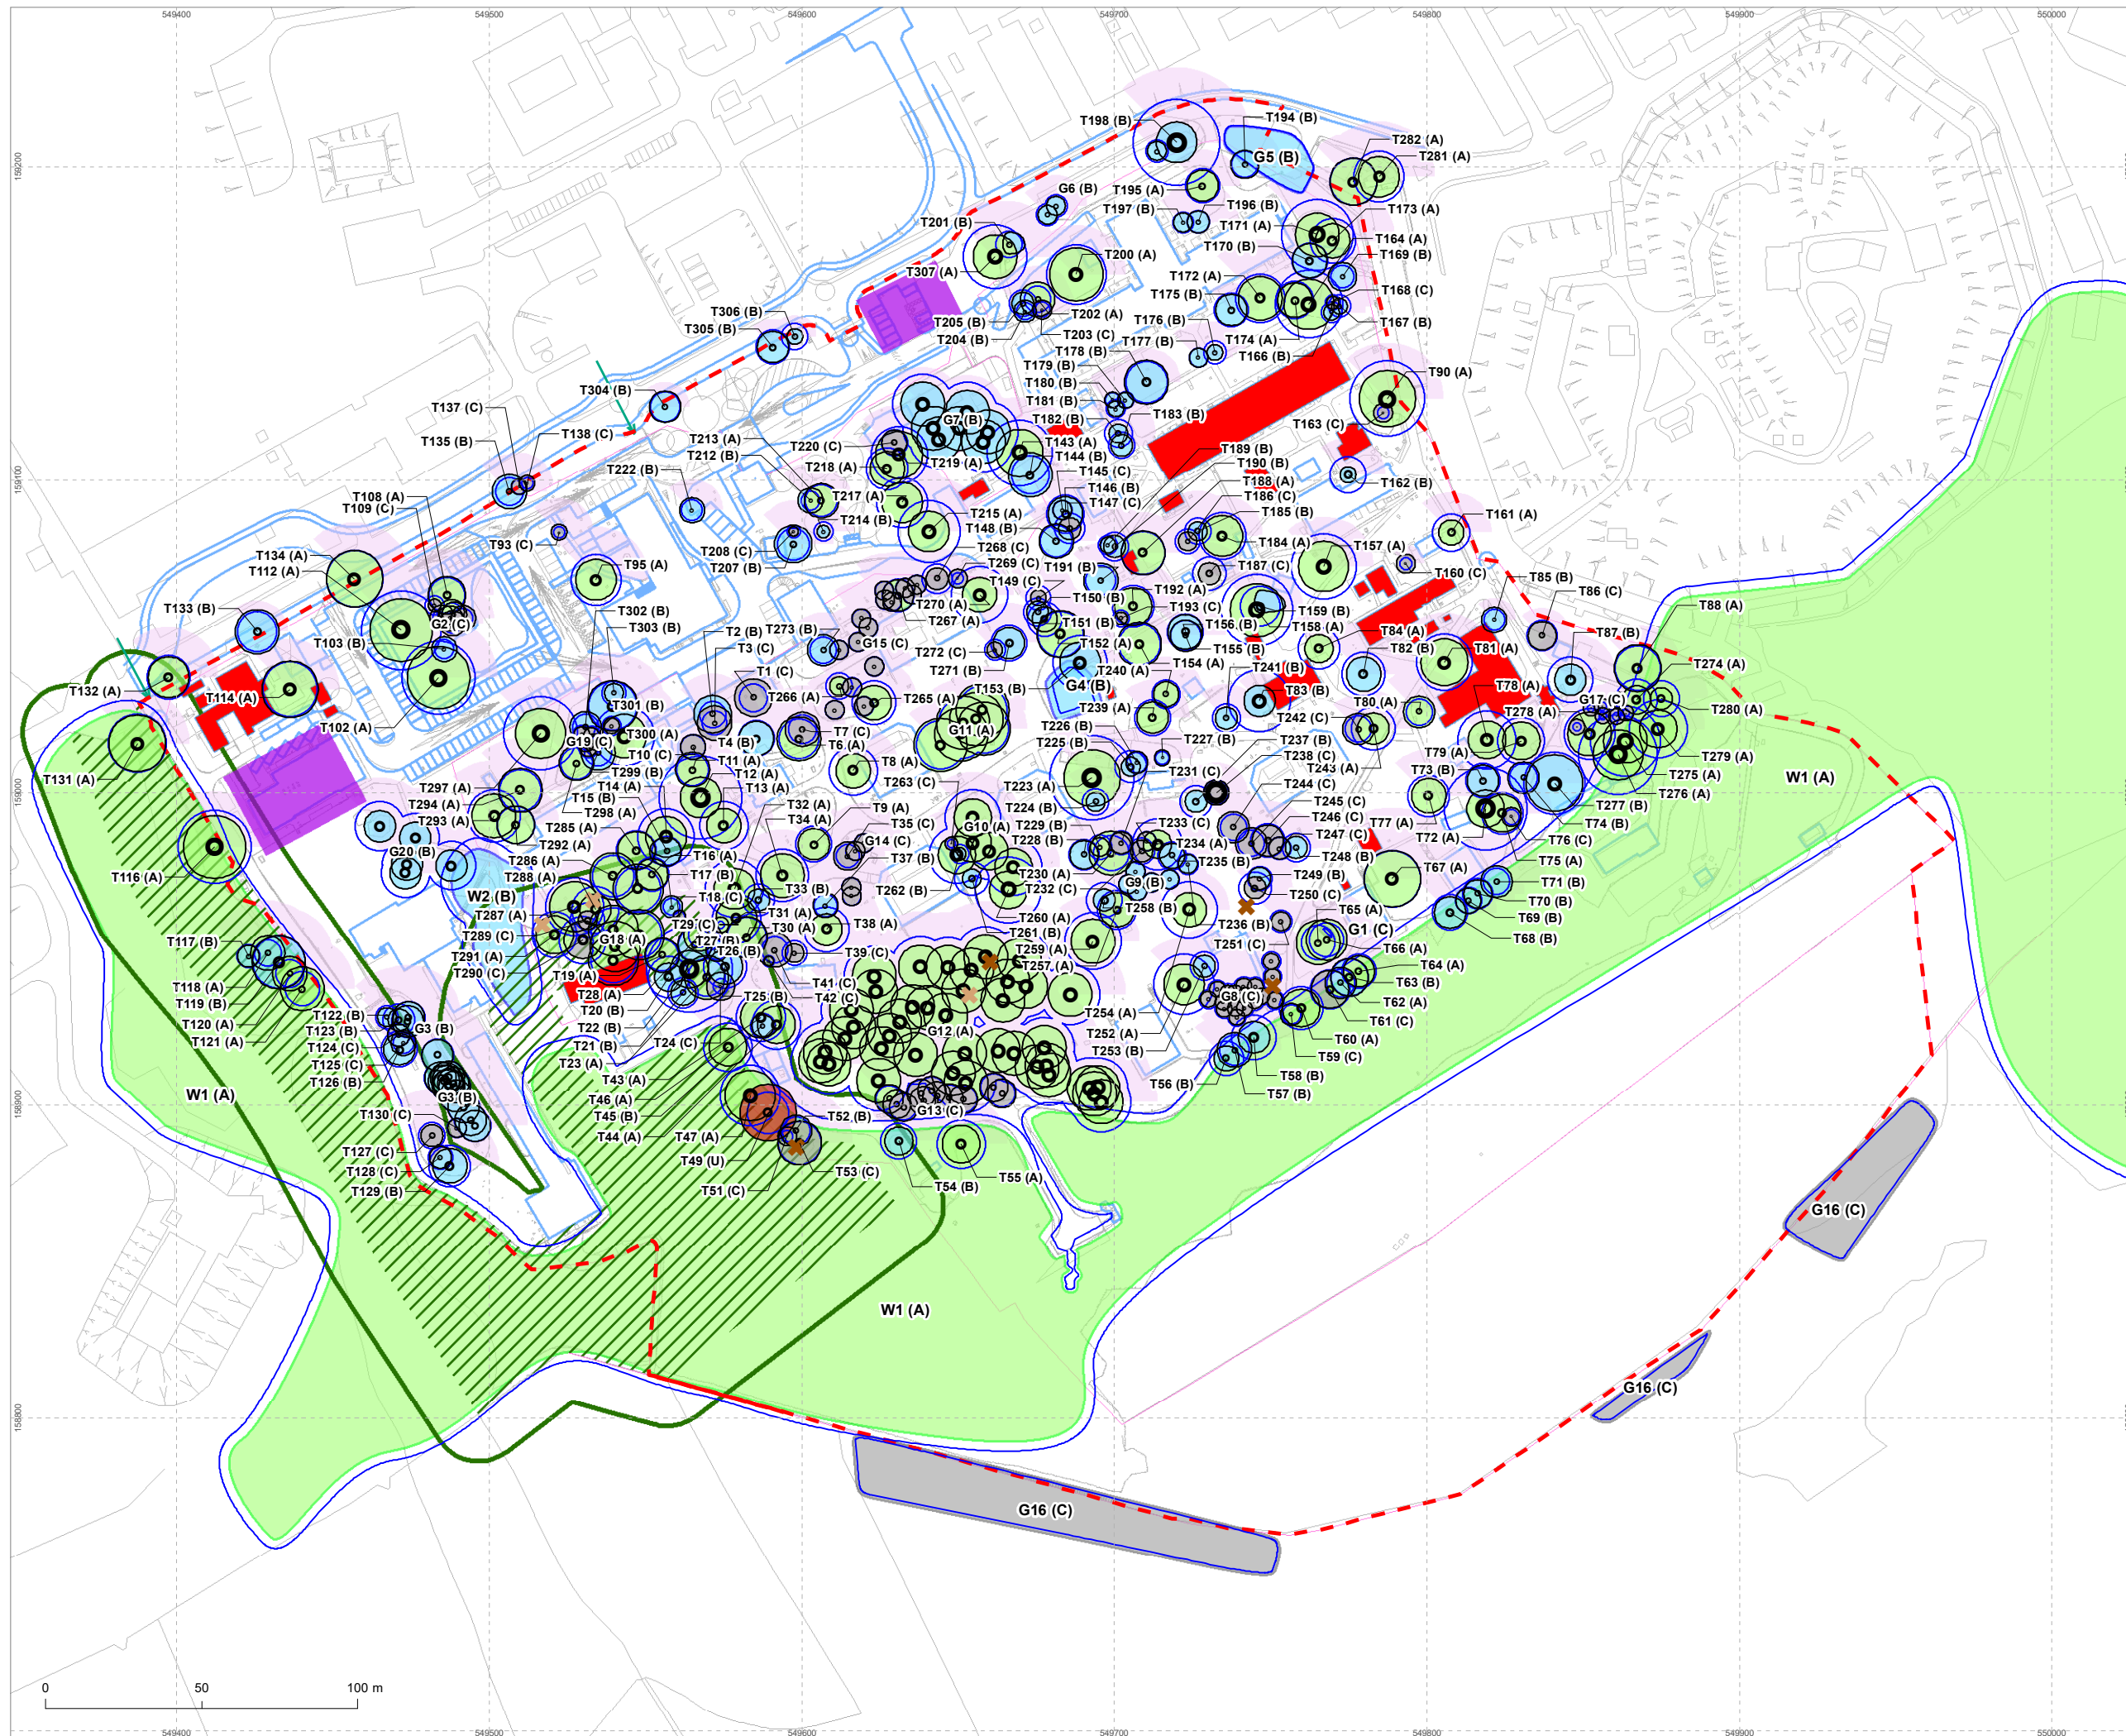 549400 549500 549600 549700 549800 549900 550000
T198 (B) T194 (B)
T282 (A)
G5 (B) T281 (A)
159200
G6 (B) T195 (A)
T197 (B) T196 (B) T173 (A)
T201 (B) T171 (A)
T170 (B) T164 (A)
T200 (A) T169 (B)
T307 (A) T172 (A)
T168 (C)
T175 (B)
T306 (B) T205 (B) T202 (A) T176 (B) T167 (B)
T305 (B) T204 (B) T203 (C) T177 (B) T174 (A)
T178 (B) T166 (B)
T179 (B) T90 (A)
T304 (B) T180 (B)
T137 (C) T181 (B)
T182 (B) T183 (B) T163 (C)
G7 (B)
T135 (B) T138 (C) T213 (A) T220 (C) T143 (A)
T212 (B) T144 (B) T189 (B)
T222 (B) T218 (A) T219 (A) T190 (B)
T145 (C) T188 (A) T162 (B)
159100
T108 (A) T217 (A) T146 (B) T186 (C)
T109 (C) T147 (C) T185 (B)
T215 (A) T161 (A)
T214 (B) T148 (B)
T93 (C) T184 (A) T157 (A)
T134 (A) T208 (C) T268 (C)
T112 (A) T95 (A) T207 (B) T269 (C) T191 (B) T187 (C) T160 (C)
T149 (C) T85 (B)
T192 (A) T86 (C)
T133 (B) T302 (B) T270 (A) T150 (B)
G2 (C) T303 (B) T267 (A) T193 (C) T159 (B) T88 (A)
T103 (B) T2 (B) T273 (B) G15 (C) T151 (B) T156 (B) T158 (A) T84 (A) T87 (B)
T3 (C) T272 (C) T152 (A) T155 (B) T82 (B) T81 (A)
T1 (C) T271 (B) T240 (A) T154 (A) T241 (B) T274 (A)
T132 (A) T114 (A) T301 (B) T266 (A) T265 (A) T153 (B) G4 (B) T83 (B) T78 (A) G17 (C)
T102 (A) T239 (A) T80 (A) T278 (A) T280 (A)
G19 (C) T300 (A) T7 (C) G11 (A) T226 (B) T242 (C)
T4 (B) T6 (A) T225 (B) T227 (B) T237 (B) T79 (A)
T10 (C) T11 (A) T8 (A) T238 (C) T279 (A)
T131 (A) T299 (B) T12 (A) T263 (C) T231 (C) T243 (A) T73 (B) T275 (A) W1 (A)
159000
T297 (A) T14 (A) T13 (A) T223 (A) T244 (C) T276 (A)
T294 (A) T15 (B) T32 (A) T9 (A) T224 (B) T245 (C) T77 (A) T277 (B)
T293 (A) T298 (A) T34 (A) T35 (C) G10 (A) T229 (B) T233 (C) T246 (C) T72 (A) T74 (B)
T292 (A) T285 (A) G14 (C) T228 (B) T234 (A) T247 (C) T76 (C)
G20 (B) T286 (A) T16 (A) T37 (B) T235 (B) T248 (B) T75 (A)
T116 (A) T288 (A) T17 (B) T33 (B) T262 (B) T230 (A) G9 (B) T249 (B) T67 (A) T71 (B)
W2 (B) T18 (C) T232 (C) T250 (C) T70 (B)
T287 (A) T31 (A) T38 (A) T260 (A) T258 (B) T236 (B) T65 (A) T69 (B)
T289 (C) T29 (C) T30 (A) T261 (B) G1 (C) T68 (B)
T117 (B) T291 (A) G18 (A) T27 (B) T39 (C) T259 (A) T251 (C) T66 (A)
T290 (C) T26 (B) T257 (A) T64 (A)
T118 (A) T19 (A) T41 (C) G8 (C) T63 (B)
T119 (B) T28 (A) T25 (B) T42 (C) T254 (A) T62 (A)
T120 (A) T122 (B) T20 (B) T252 (A) T61 (C)
T121 (A) T123 (B) G3 (B) T22 (B) T24 (C) G12 (A) T253 (B) T60 (A)
T124 (C) T21 (B) T59 (C)
T125 (C) T23 (A) T56 (B) T58 (B)
T126 (B) T43 (A) T57 (B)
W1 (A) G3 (B) T46 (A)
158900
T130 (C) T45 (B) T52 (B) G13 (C)
T44 (A) T47 (A)
T127 (C) T49 (U) T53 (C) T55 (A)
T128 (C) T51 (C) T54 (B)
T129 (B) G16 (C)
W1 (A)
G16 (C)
158800
G16 (C)
0 50 100 m
549400 549500 549600 549700 549800 549900 550000